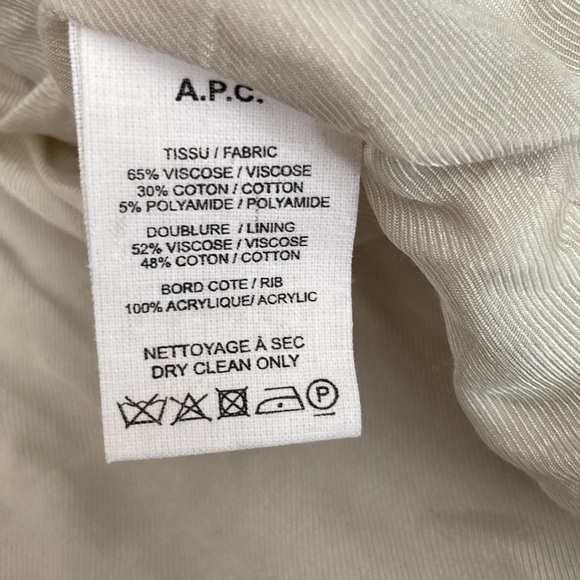 A.P.C.
TISSU / FABRIC
65% VISCOSE / VISCOSE
30% COTON / COTTON
5% POLYAMIDE / POLYAMIDE
DOUBLURE / LINING
52% VISCOSE / VISCOSE
48% COTON / COTTON
BORD COTE / RIB
100% ACRYLIQUE/ ACRYLIC
NETTOYAGE À SEC
DRY CLEAN ONLY
P